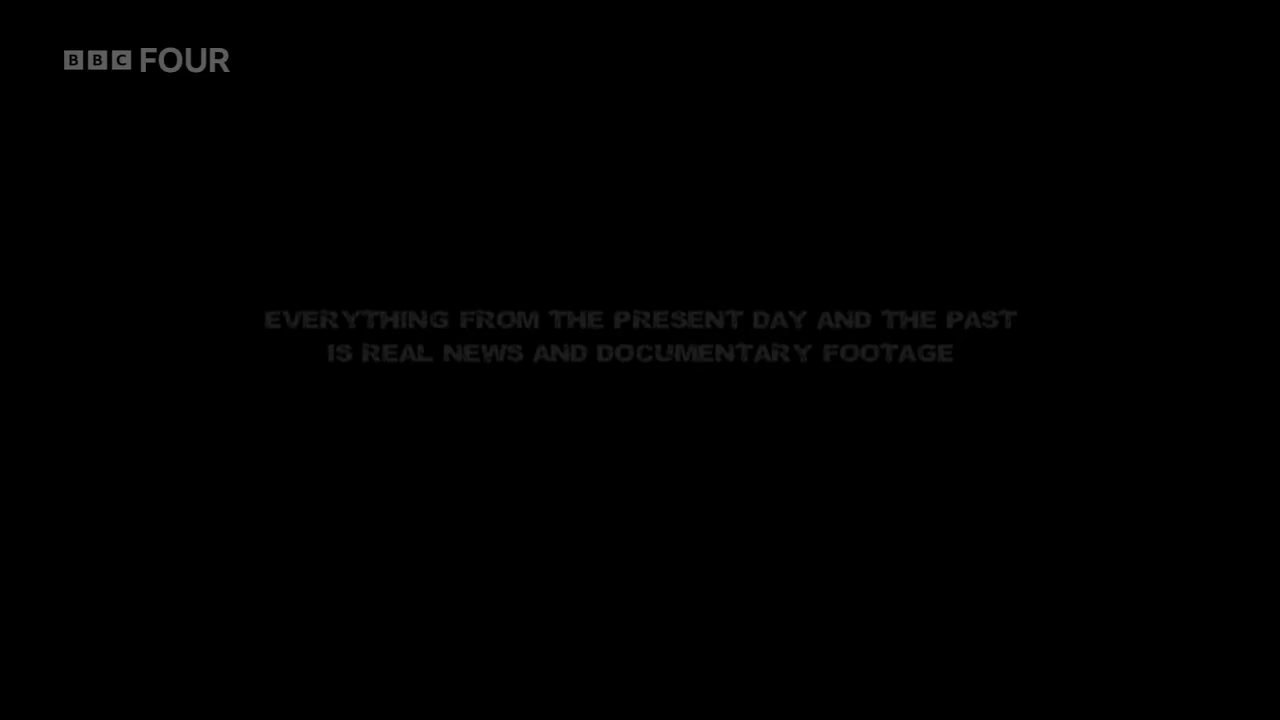 BBC FOUR
EVERYTHING FROM THE PRESENT DAY AND THE PAST
IS REAL NEWS AND DOCUMENTARY FOOTAGE